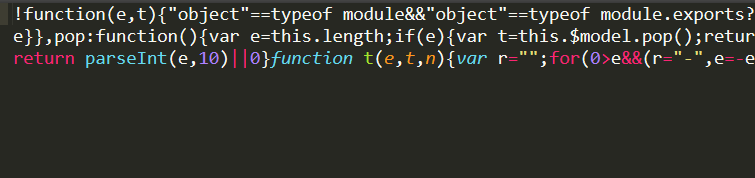 !function(e,t){"object"==typeof module&&"object"==typeof module.exports?
e}},pop:function(){var e=this.length;if(e){var t=this.$model.pop();retur
return parseInt(e,10)||0}function t(e,t,n){var r="";for(0>e&&(r="-",e=-e